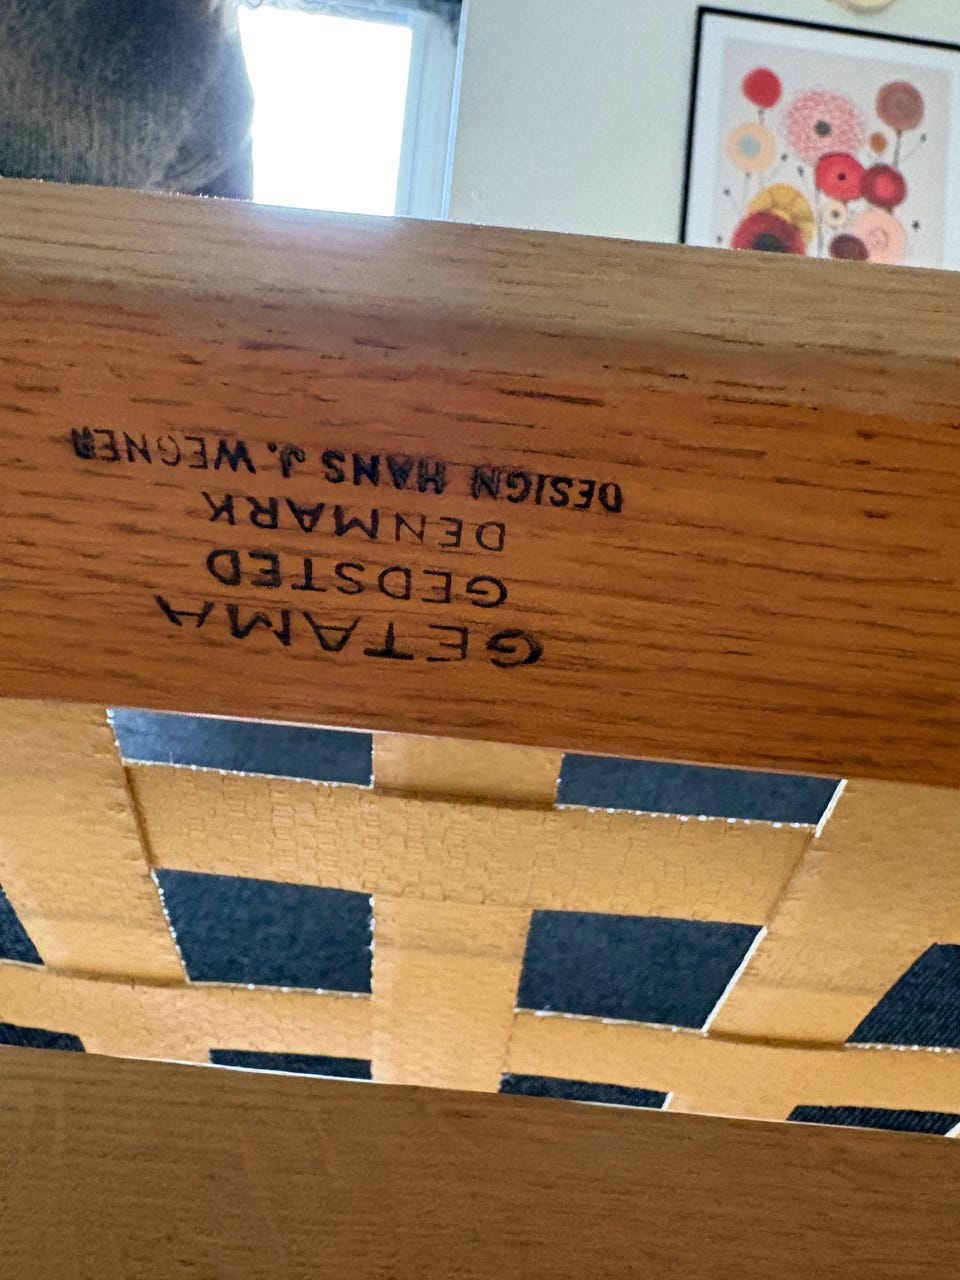 GETAMA
GEDSTED
DENMARK
DESIGN HANS J. WEGNER